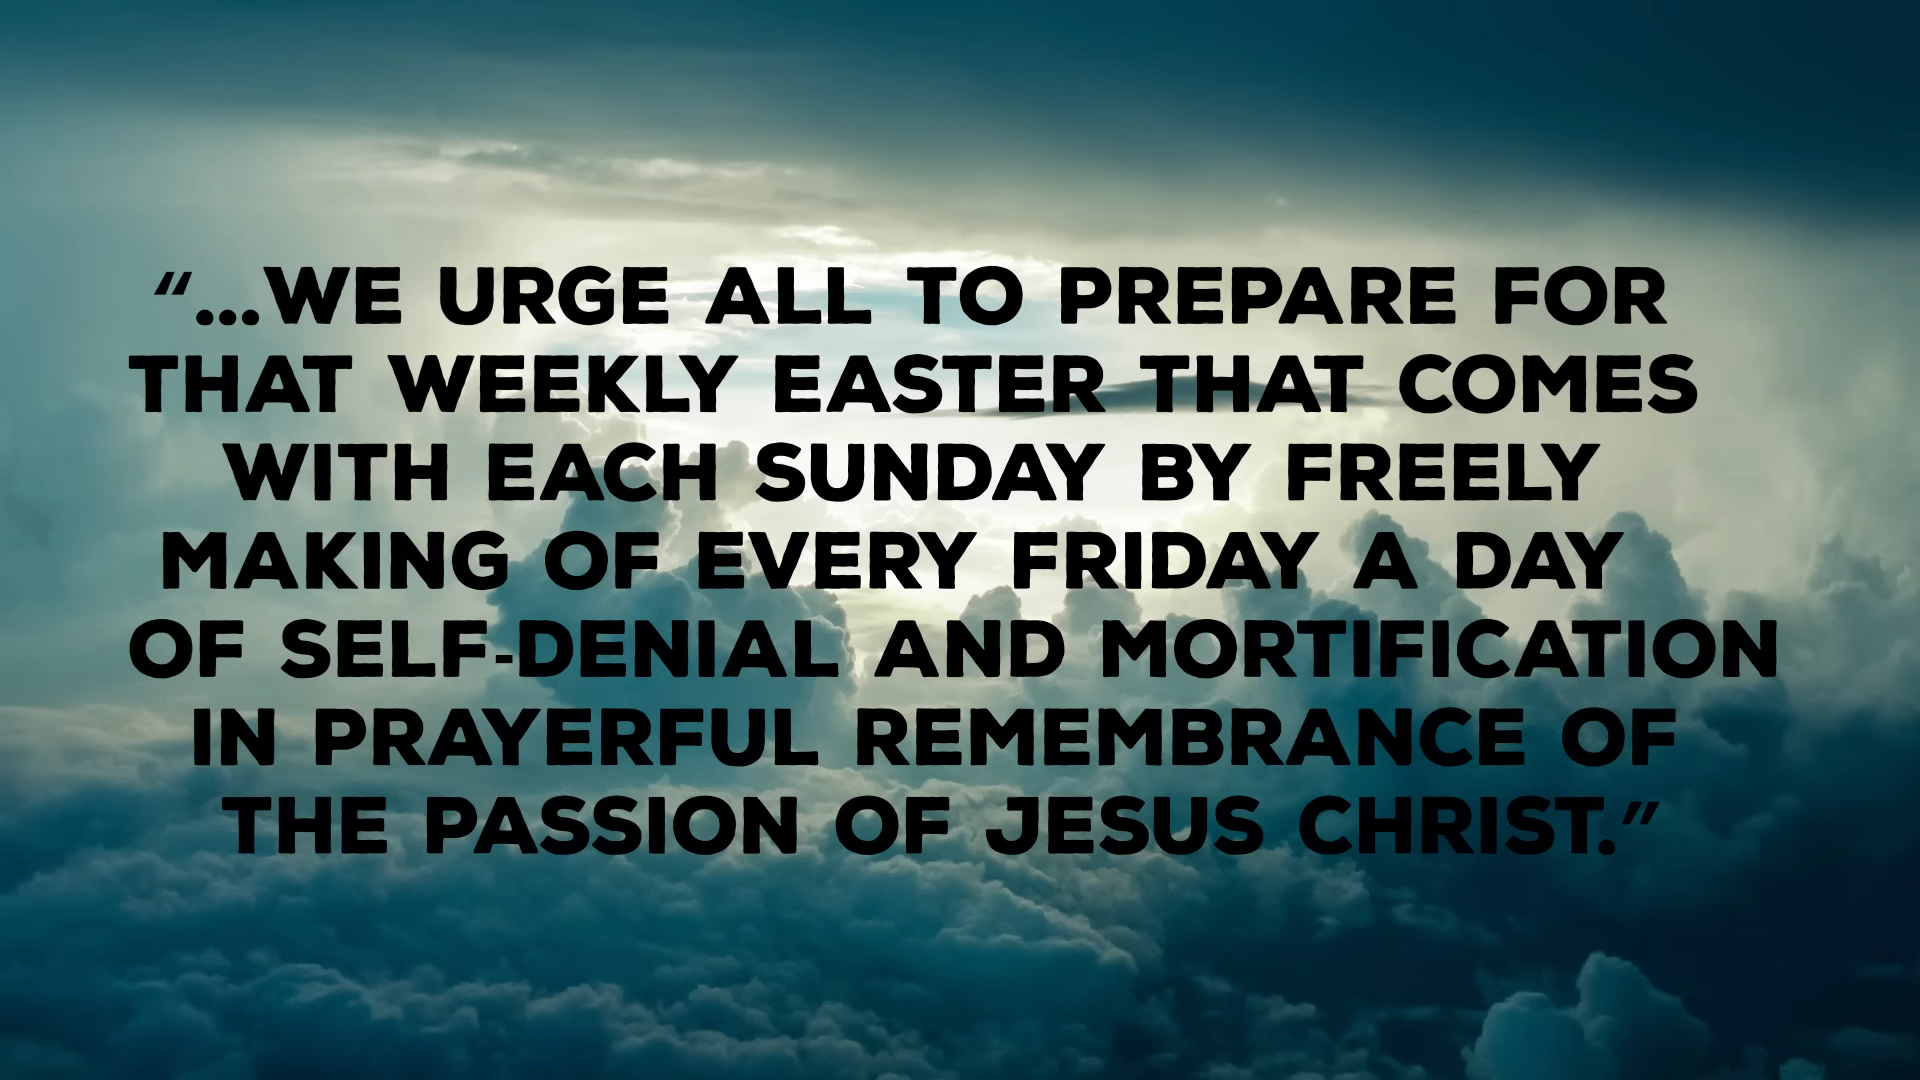 “...WE URGE ALL TO PREPARE FOR
THAT WEEKLY EASTER THAT COMES
WITH EACH SUNDAY BY FREELY
MAKING OF EVERY FRIDAY A DAY
OF SELF-DENIAL AND MORTIFICATION
IN PRAYERFUL REMEMBRANCE OF
THE PASSION OF JESUS CHRIST.”